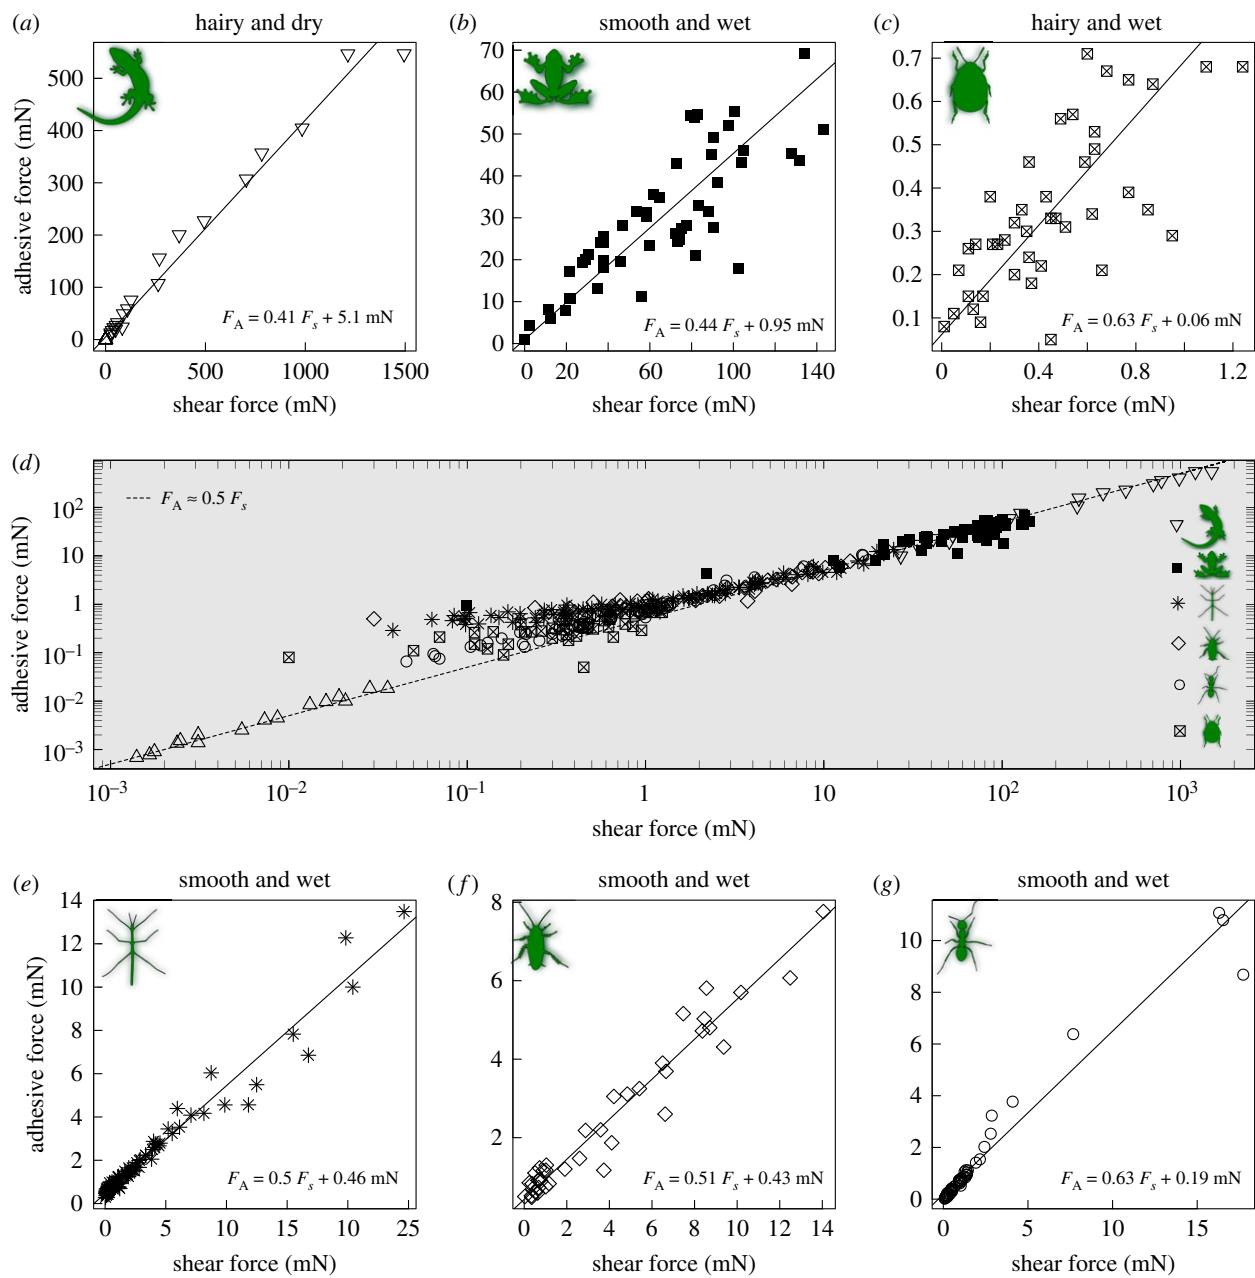 (a) hairy and dry
adhesive force (mN)
500
400
300
200
100
0
F_A = 0.41 F_s + 5.1 mN
0 500 1000 1500
shear force (mN)
(b) smooth and wet
70
60
50
40
30
20
10
0
F_A = 0.44 F_s + 0.95 mN
0 20 60 100 140
shear force (mN)
(c) hairy and wet
0.7
0.6
0.5
0.4
0.3
0.2
0.1
F_A = 0.63 F_s + 0.06 mN
0 0.4 0.8 1.2
shear force (mN)
(d)
adhesive force (mN)
10²
10
1
10⁻¹
10⁻²
10⁻³
F_A ≈ 0.5 F_s
10⁻³ 10⁻² 10⁻¹ 1 10 10² 10³
shear force (mN)
(e) smooth and wet
adhesive force (mN)
14
12
10
8
6
4
2
0
F_A = 0.5 F_s + 0.46 mN
0 5 10 15 10 25
shear force (mN)
(f) smooth and wet
8
6
4
2
F_A = 0.51 F_s + 0.43 mN
0 2 4 6 8 10 12 14
shear force (mN)
(g) smooth and wet
10
8
6
4
2
0
F_A = 0.63 F_s + 0.19 mN
0 5 10 15
shear force (mN)